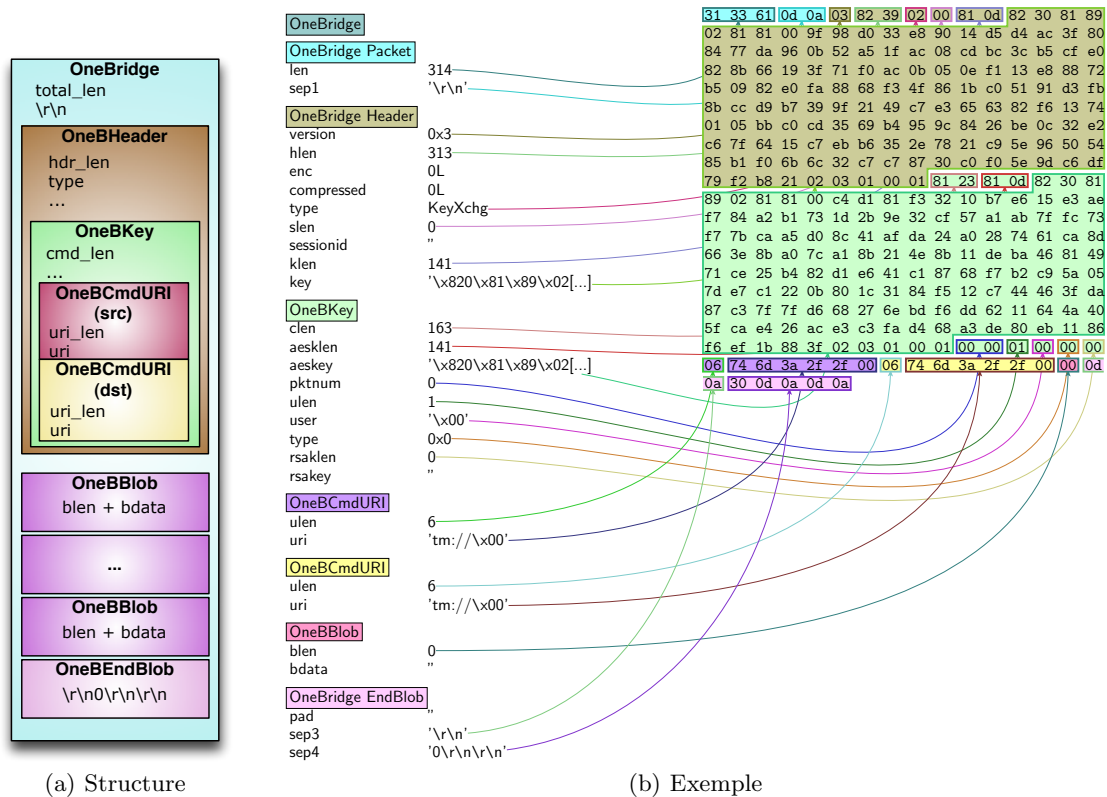 OneBridge
total_len
\r\n
OneBHeader
hdr_len
type
...
OneBKey
cmd_len
...
OneBCmdURI
(src)
uri_len
uri
OneBCmdURI
(dst)
uri_len
uri
OneBBlob
blen + bdata
...
OneBBlob
blen + bdata
OneBEndBlob
\r\n0\r\n\r\n
(a) Structure
OneBridge
OneBridge Packet
len 314
sep1 '\r\n'
OneBridge Header
version 0x3
hlen 313
enc 0L
compressed 0L
type KeyXchg
slen 0
sessionid ''
klen 141
key '\x820\x81\x89\x02[...]
OneBKey
clen 163
aesklen 141
aeskey '\x820\x81\x89\x02[...]
pktnum 0
ulen 1
user '\x00'
type 0x0
rsaklen 0
rsakey ''
OneBCmdURI
ulen 6
uri 'tm://\x00'
OneBCmdURI
ulen 6
uri 'tm://\x00'
OneBBlob
blen 0
bdata ''
OneBridge EndBlob
pad ''
sep3 '\r\n'
sep4 '0\r\n\r\n'
31 33 61 0d 0a 03 82 39 02 00 81 0d 82 30 81 89
02 81 81 00 9f 98 d0 33 e8 90 14 d5 d4 ac 3f 80
84 77 da 96 0b 52 a5 1f ac 08 cd bc 3c b5 cf e0
82 8b 66 19 3f 71 f0 ac 0b 05 0e f1 13 e8 88 72
b5 09 82 e0 fa 88 68 f3 4f 86 1b c0 51 91 d3 fb
8b cc d9 b7 39 9f 21 49 c7 e3 65 63 82 f6 13 74
01 05 bb c0 cd 35 69 b4 95 9c 84 26 be 0c 32 e2
c6 7f 64 15 c7 eb b6 35 2e 78 21 c9 5e 96 50 54
85 b1 f0 6b 6c 32 c7 c7 87 30 c0 f0 5e 9d c6 df
79 f2 b8 21 02 03 01 00 01 81 23 81 0d 82 30 81
89 02 81 81 00 c4 d1 81 f3 32 10 b7 e6 15 e3 ae
f7 84 a2 b1 73 1d 2b 9e 32 cf 57 a1 ab 7f fc 73
f7 7b ca a5 d0 8c 41 af da 24 a0 28 74 61 ca 8d
66 3e 8b a0 7c a1 8b 21 4e 8b 11 de ba 46 81 49
71 ce 25 b4 82 d1 e6 41 c1 87 68 f7 b2 c9 5a 05
7d e7 c1 22 0b 80 1c 31 84 f5 12 c7 44 46 3f da
87 c3 7f 7f d6 68 27 6e bd f6 dd 62 11 64 4a 40
5f ca e4 26 ac e3 c3 fa d4 68 a3 de 80 eb 11 86
f6 ef 1b 88 3f 02 03 01 00 01 00 00 01 00 00 00
06 74 6d 3a 2f 2f 00 06 74 6d 3a 2f 2f 00 00 0d
0a 30 0d 0a 0d 0a
(b) Exemple